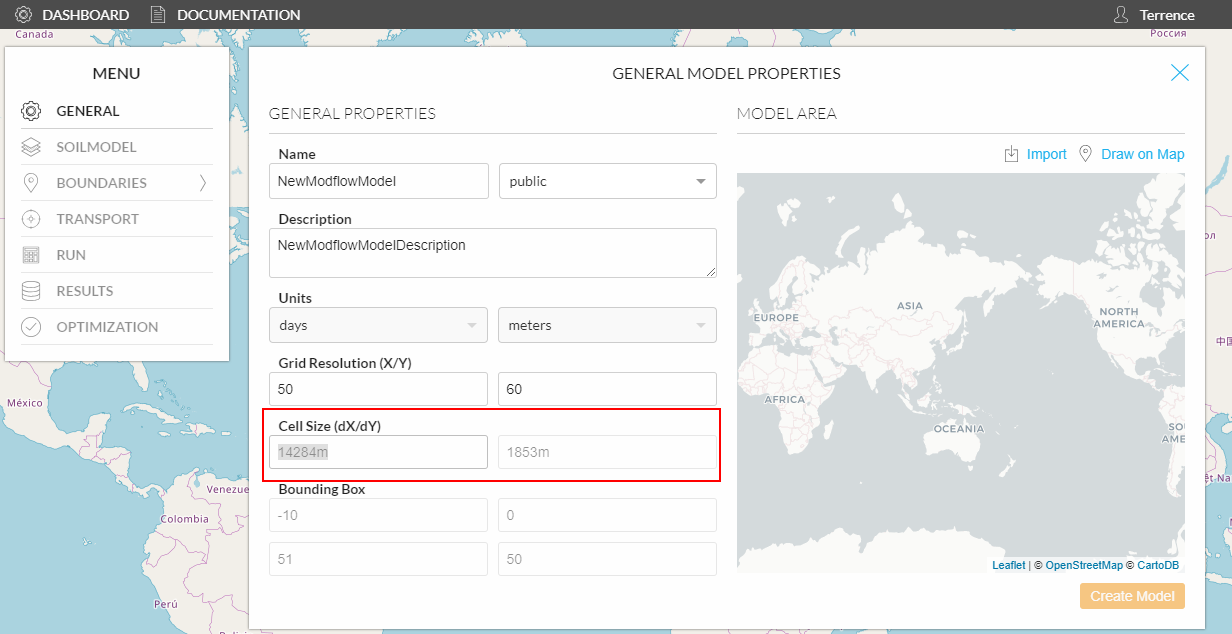 DASHBOARD DOCUMENTATION Terrence
Canada
Россия
MENU
GENERAL
SOILMODEL
BOUNDARIES
TRANSPORT
RUN
RESULTS
OPTIMIZATION
GENERAL MODEL PROPERTIES
GENERAL PROPERTIES
Name
NewModflowModel public
Description
NewModflowModelDescription
Units
days meters
Grid Resolution (X/Y)
50 60
Cell Size (dX/dY)
14284m 1853m
Bounding Box
-10 0
51 50
MODEL AREA
Import Draw on Map
ASIA
EUROPE
NORTH
AMERICA
AFRICA
OCEANIA
SO
AME
Leaflet | © OpenStreetMap © CartoDB
Create Model
México
Venezue
Colombia
Perú